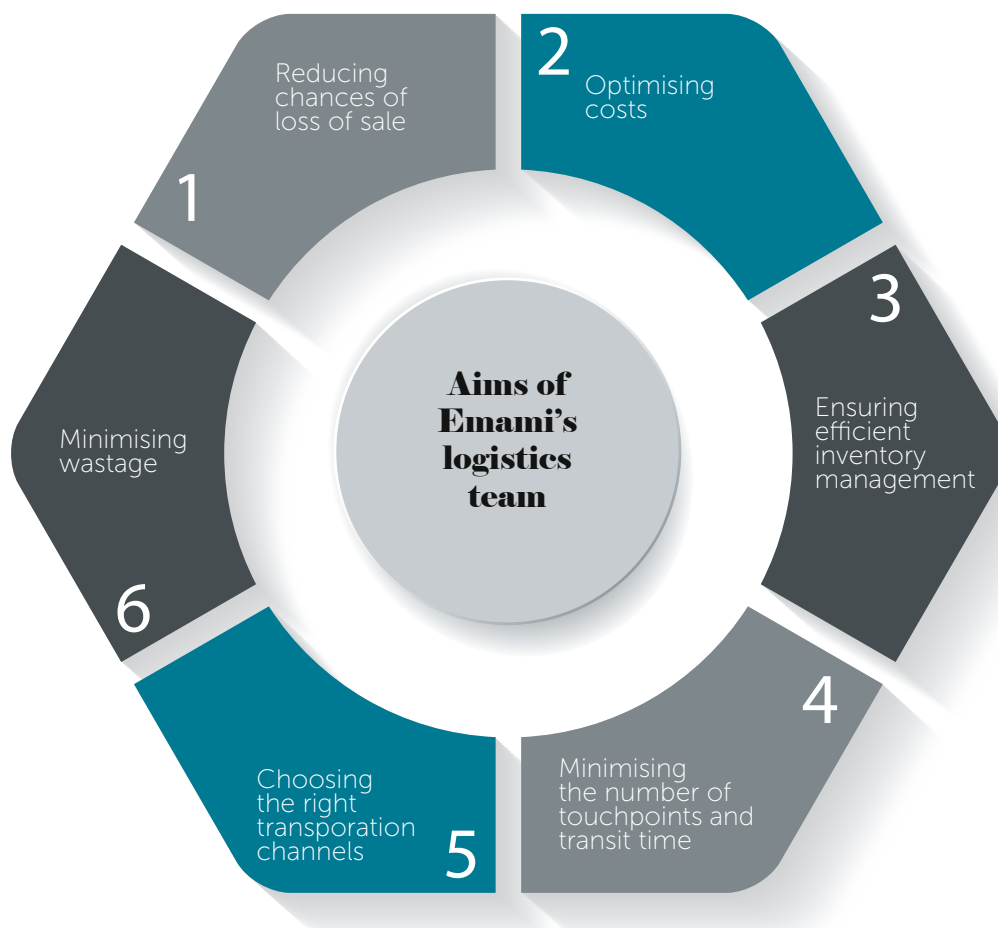 1
Reducing
chances of
loss of sale
2
Optimising
costs
3
Ensuring
efficient
inventory
management
4
Minimising
the number of
touchpoints and
transit time
5
Choosing
the right
transporation
channels
6
Minimising
wastage
Aims of
Emami's
logistics
team